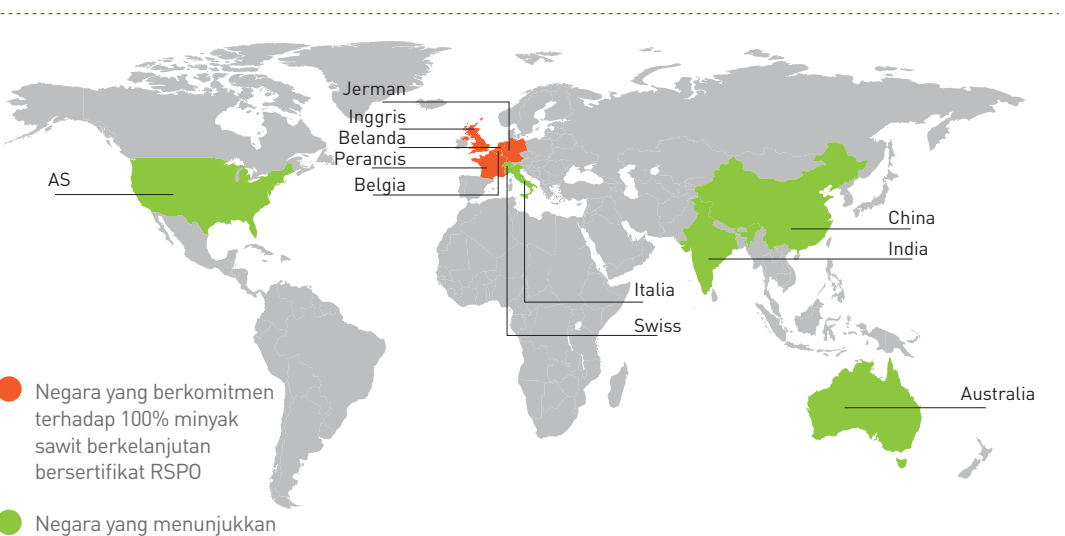 Jerman
Inggris
Belanda
Perancis
Belgia
AS
China
India
Italia
Swiss
Australia
Negara yang berkomitmen
terhadap 100% minyak
sawit berkelanjutan
bersertifikat RSPO
Negara yang menunjukkan